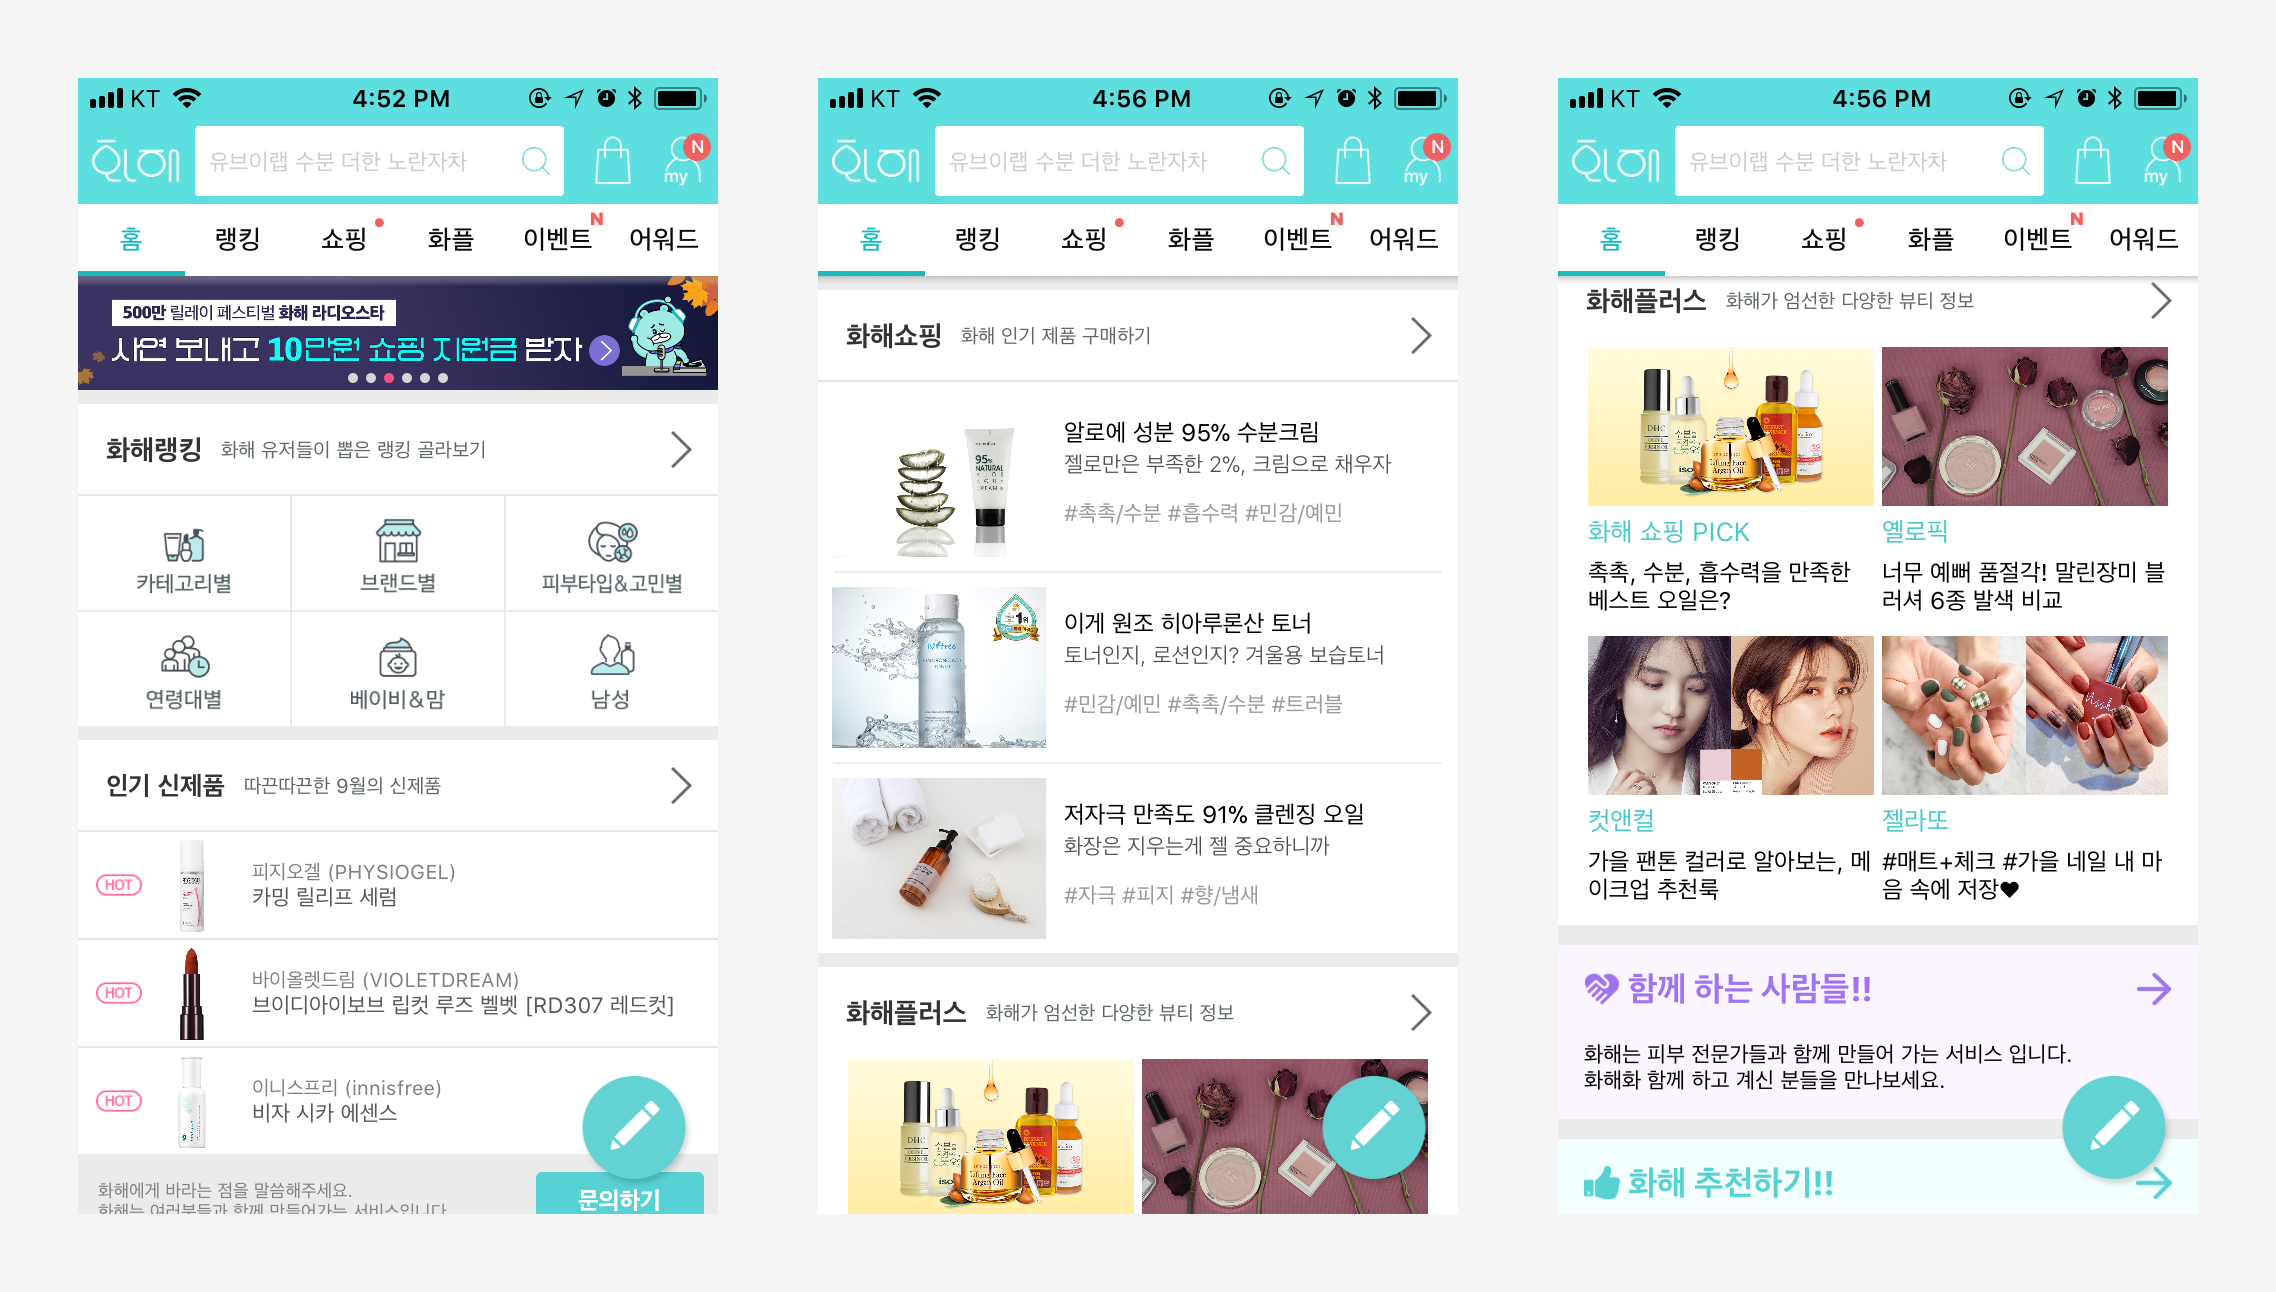 KT 4:52 PM
유브이랩 수분 더한 노란자차
my N
홈 랭킹 쇼핑 화플 이벤트 N 어워드
500만 릴레이 페스티벌 화해 라디오스타
사연 보내고 10만원 쇼핑 지원금 받자
화해랭킹 화해 유저들이 뽑은 랭킹 골라보기
카테고리별 브랜드별 피부타입&고민별
연령대별 베이비&맘 남성
인기 신제품 따끈따끈한 9월의 신제품
HOT
피지오겔 (PHYSIOGEL)
카밍 릴리프 세럼
HOT
바이올렛드림 (VIOLETDREAM)
브이디아이보브 립컷 루즈 벨벳 [RD307 레드컷]
HOT
이니스프리 (innisfree)
비자 시카 에센스
화해에게 바라는 점을 말씀해주세요.
화해는 여러분들과 함께 만들어가는 서비스입니다
문의하기
KT 4:56 PM
유브이랩 수분 더한 노란자차
my N
홈 랭킹 쇼핑 화플 이벤트 N 어워드
화해쇼핑 화해 인기 제품 구매하기
95%
NATURAL
알로에 성분 95% 수분크림
젤로만은 부족한 2%, 크림으로 채우자
#촉촉/수분 #흡수력 #민감/예민
이게 원조 히아루론산 토너
토너인지, 로션인지? 겨울용 보습토너
#민감/예민 #촉촉/수분 #트러블
저자극 만족도 91% 클렌징 오일
화장은 지우는게 젤 중요하니까
#자극 #피지 #향/냄새
화해플러스 화해가 엄선한 다양한 뷰티 정보
DHC
Lifting Face
Argan Oil
KT 4:56 PM
유브이랩 수분 더한 노란자차
my N
홈 랭킹 쇼핑 화플 이벤트 N 어워드
화해플러스 화해가 엄선한 다양한 뷰티 정보
DHC
Lifting Face
Argan Oil
화해 쇼핑 PICK
촉촉, 수분, 흡수력을 만족한
베스트 오일은?
옐로픽
너무 예뻐 품절각! 말린장미 블
러셔 6종 발색 비교
컷앤컬
가을 팬톤 컬러로 알아보는, 메
이크업 추천룩
젤라또
#매트+체크 #가을 네일 내 마
음 속에 저장♥
함께 하는 사람들!!
화해는 피부 전문가들과 함께 만들어 가는 서비스 입니다.
화해화 함께 하고 계신 분들을 만나보세요.
화해 추천하기!!